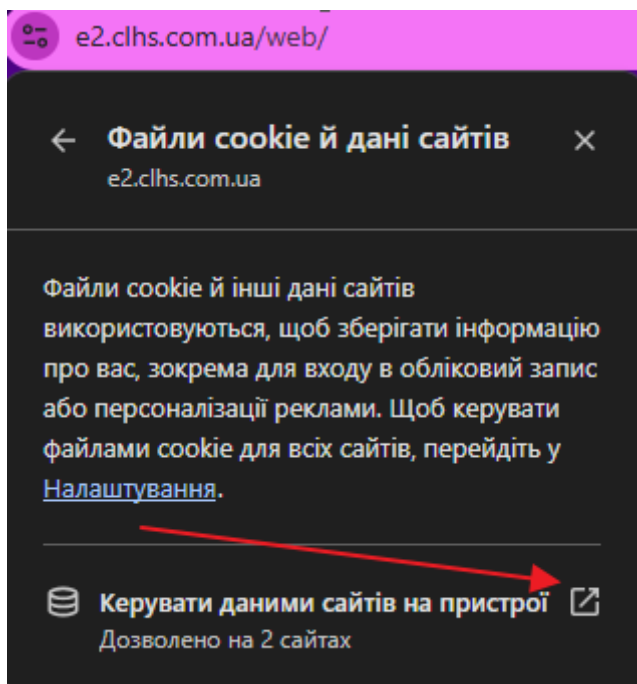 e2.clhs.com.ua/web/
Файли cookie й дані сайтів
e2.clhs.com.ua
Файли cookie й інші дані сайтів
використовуються, щоб зберігати інформацію
про вас, зокрема для входу в обліковий запис
або персоналізації реклами. Щоб керувати
файлами cookie для всіх сайтів, перейдіть у
Налаштування.
Керувати даними сайтів на пристрої
Дозволено на 2 сайтах